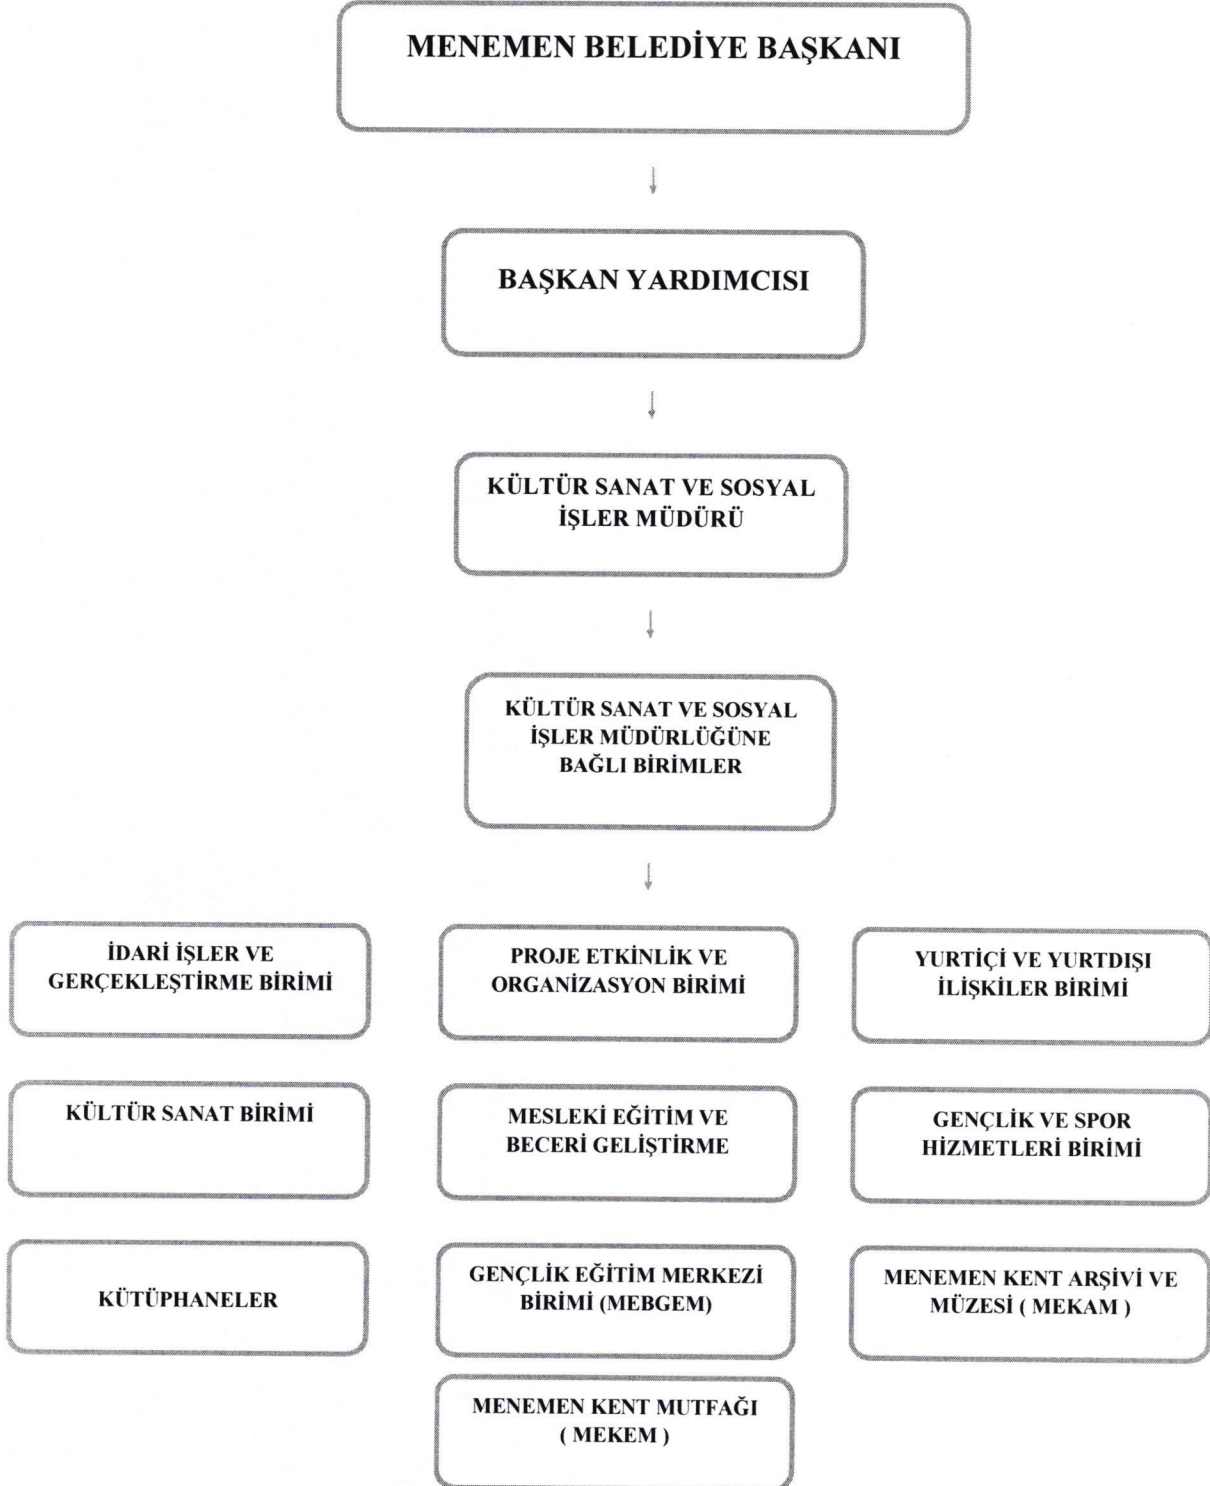 MENEMEN BELEDİYE BAŞKANI
BAŞKAN YARDIMCISI
KÜLTÜR SANAT VE SOSYAL
İŞLER MÜDÜRÜ
KÜLTÜR SANAT VE SOSYAL
İŞLER MÜDÜRLÜĞÜNE
BAĞLI BİRİMLER
İDARİ İŞLER VE
GERÇEKLEŞTİRME BİRİMİ
PROJE ETKİNLİK VE
ORGANİZASYON BİRİMİ
YURTİÇİ VE YURTDIŞI
İLİŞKİLER BİRİMİ
KÜLTÜR SANAT BİRİMİ
MESLEKİ EĞİTİM VE
BECERİ GELİŞTİRME
GENÇLİK VE SPOR
HİZMETLERİ BİRİMİ
KÜTÜPHANELER
GENÇLİK EĞİTİM MERKEZİ
BİRİMİ (MEBGEM)
MENEMEN KENT ARŞİVİ VE
MÜZESİ ( MEKAM )
MENEMEN KENT MUTFAĞI
( MEKEM )